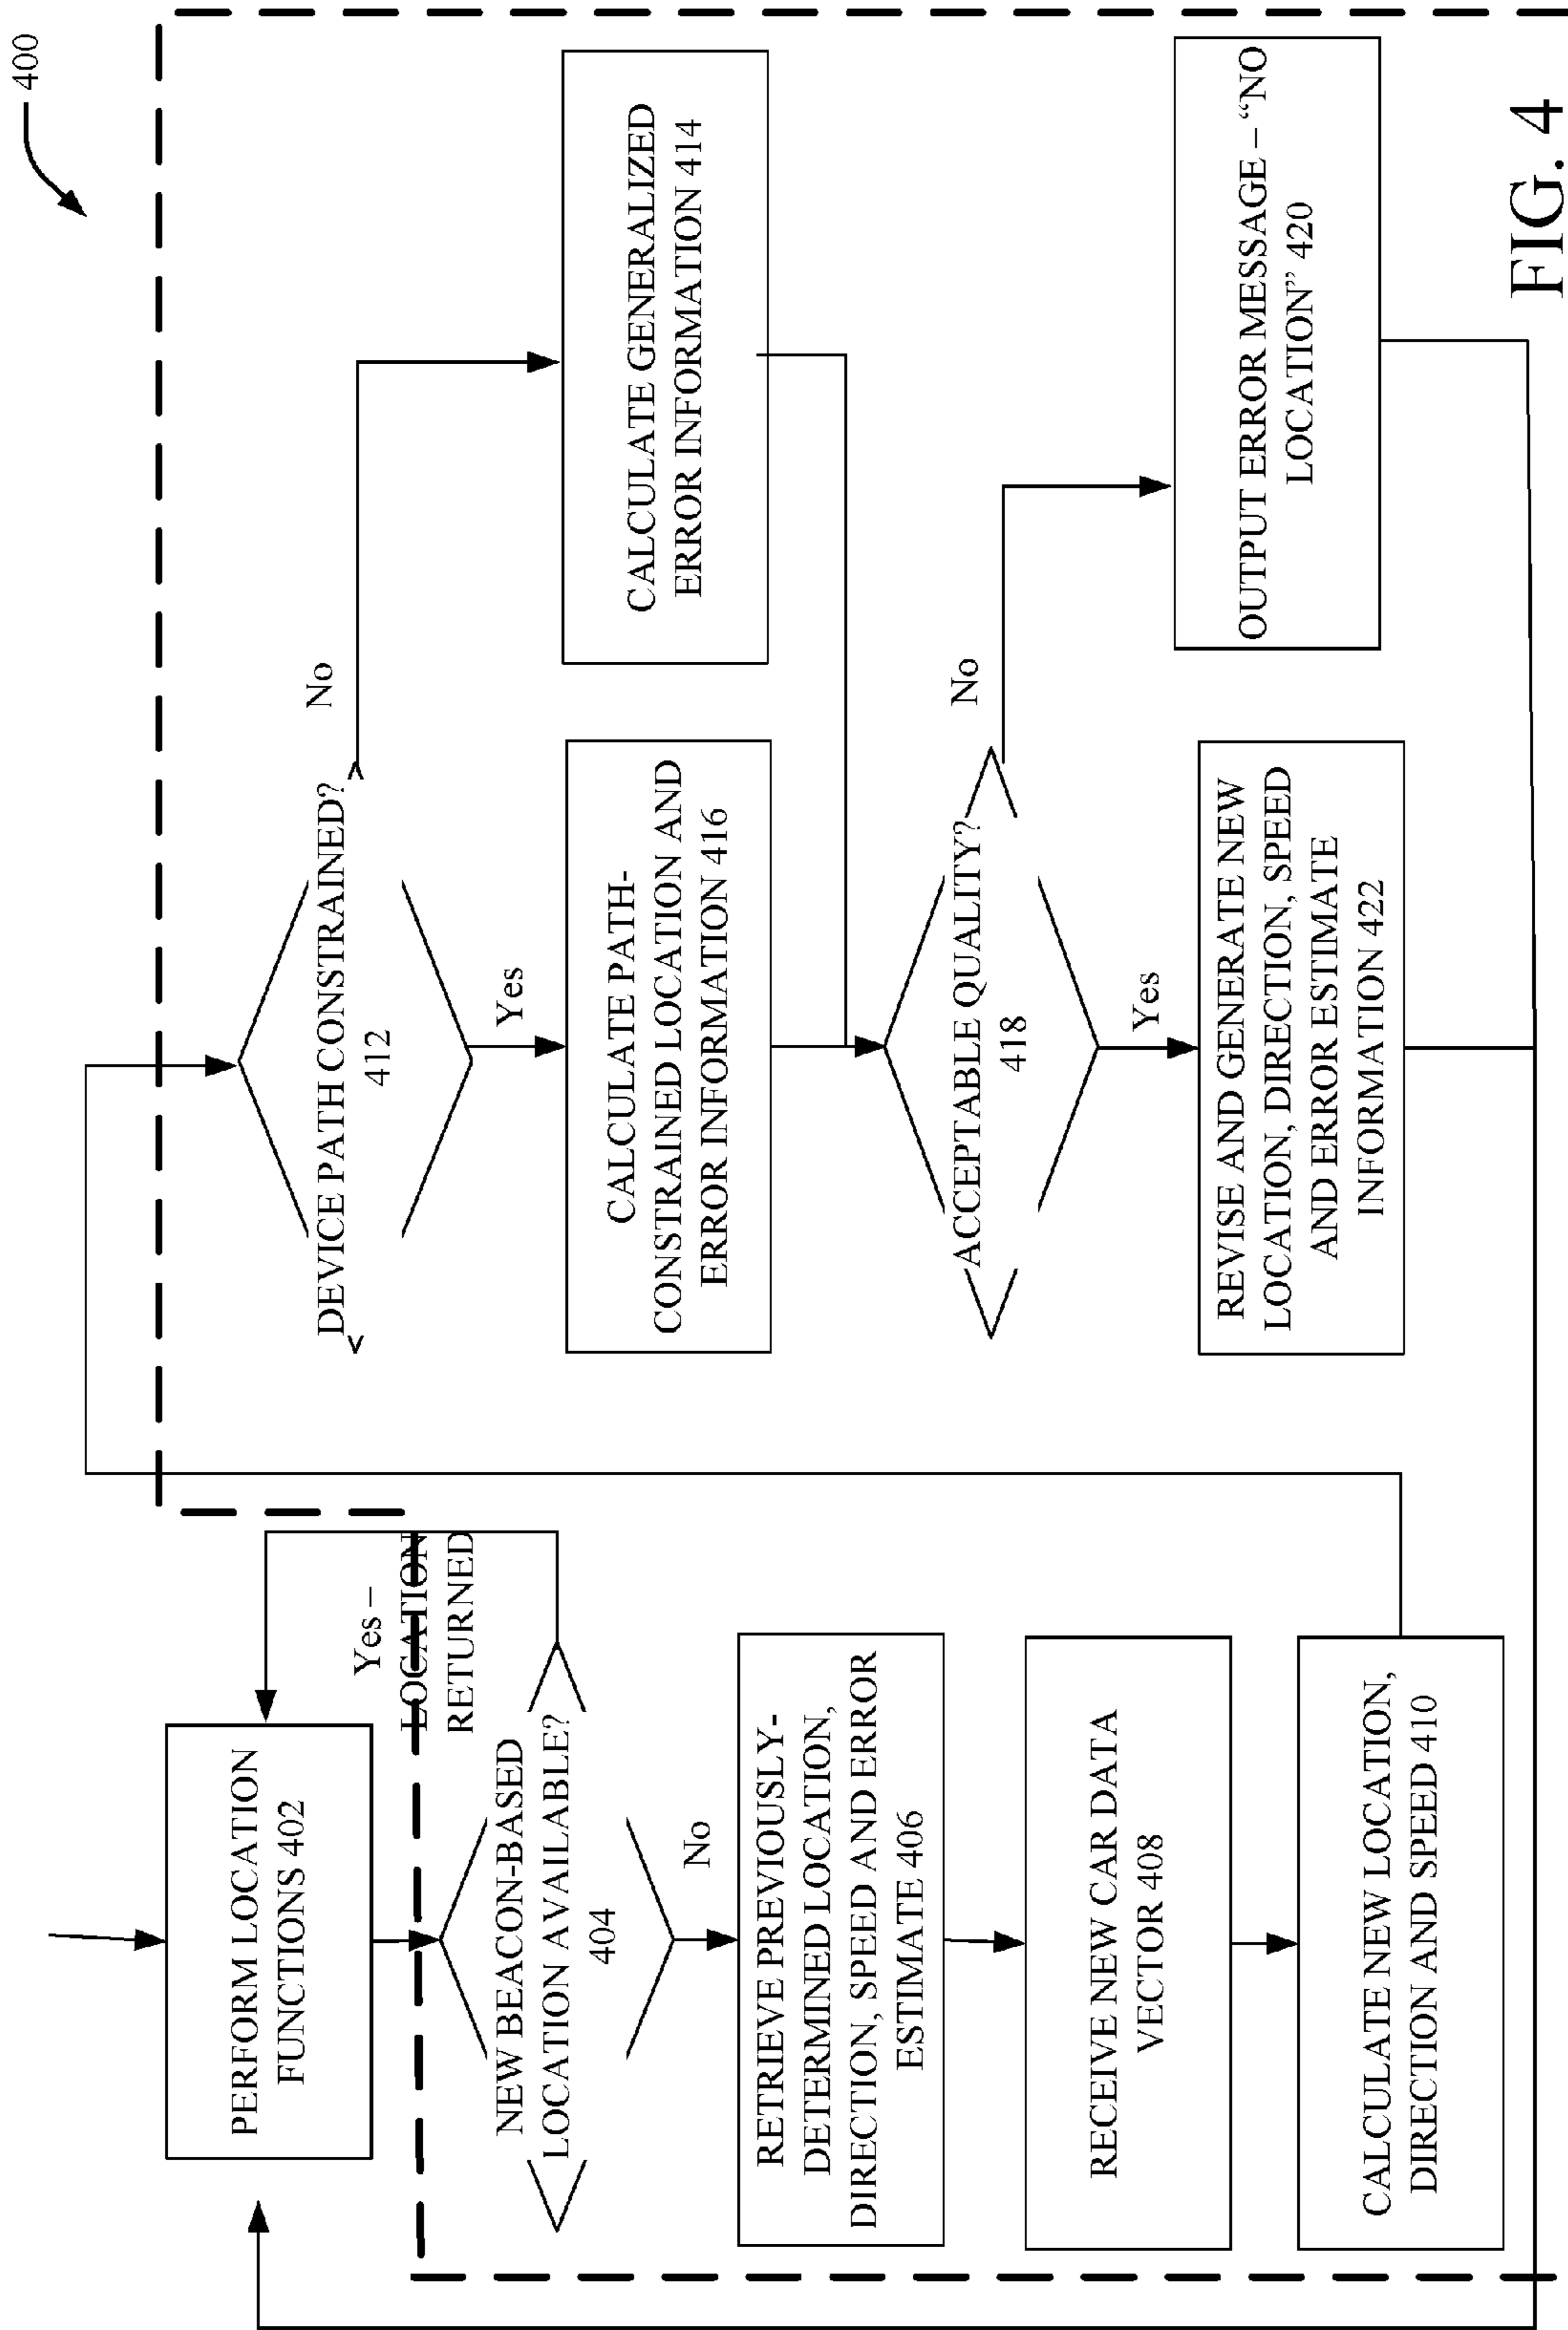 400
PERFORM LOCATION
FUNCTIONS 402
Yes –
LOCATION
RETURNED
NEW BEACON-BASED
LOCATION AVAILABLE?
404
No
RETRIEVE PREVIOUSLY-
DETERMINED LOCATION,
DIRECTION, SPEED AND ERROR
ESTIMATE 406
RECEIVE NEW CAR DATA
VECTOR 408
CALCULATE NEW LOCATION,
DIRECTION AND SPEED 410
DEVICE PATH CONSTRAINED?
412
No
Yes
CALCULATE GENERALIZED
ERROR INFORMATION 414
CALCULATE PATH-
CONSTRAINED LOCATION AND
ERROR INFORMATION 416
ACCEPTABLE QUALITY?
418
No
Yes
OUTPUT ERROR MESSAGE – “NO
LOCATION” 420
REVISE AND GENERATE NEW
LOCATION, DIRECTION, SPEED
AND ERROR ESTIMATE
INFORMATION 422
FIG. 4